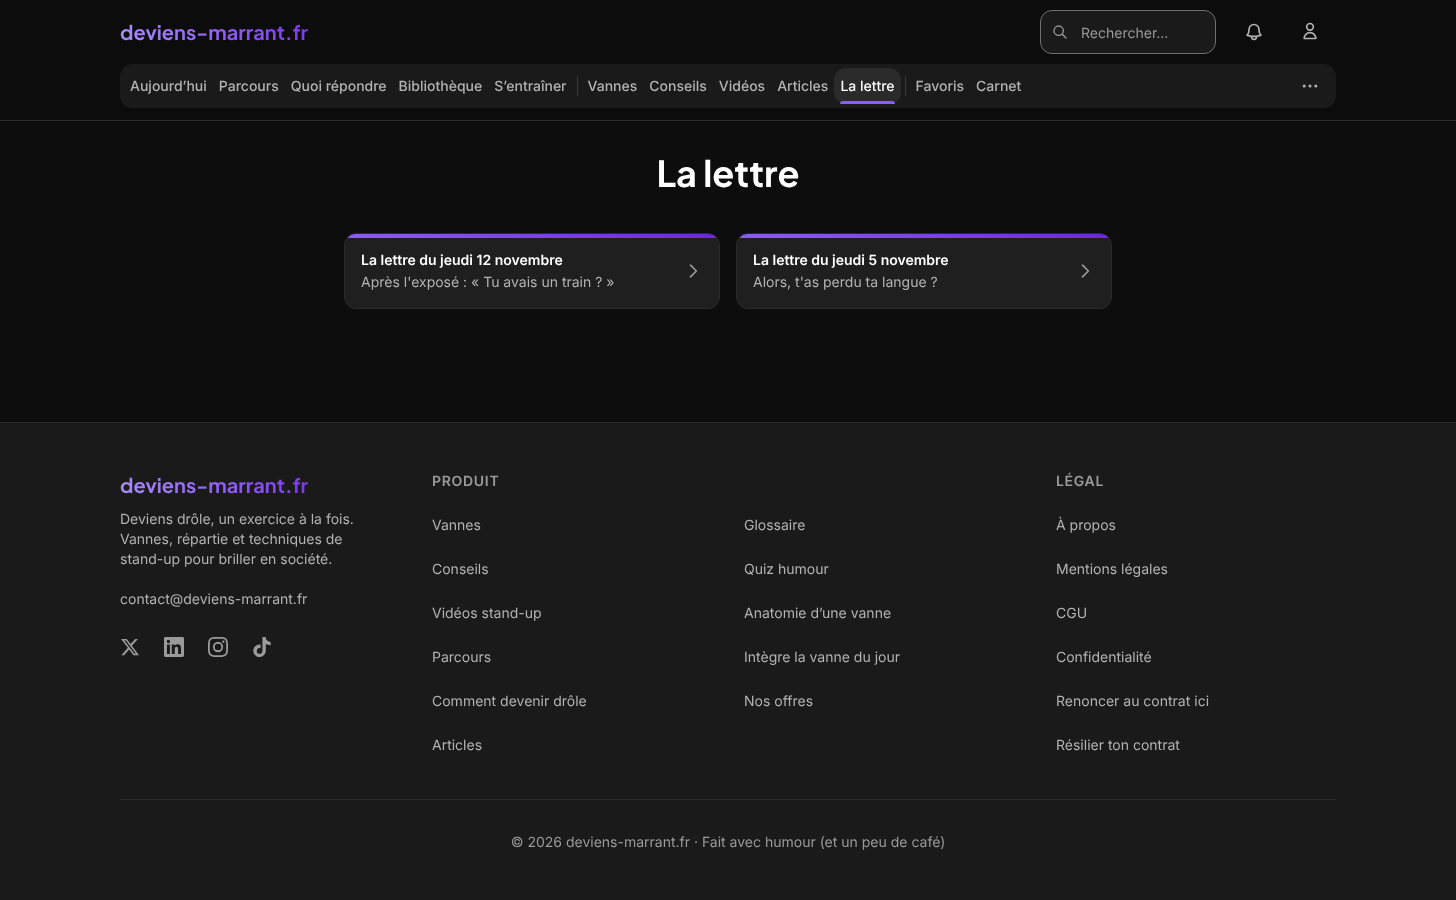 deviens-marrant.fr
Rechercher...
Aujourd’hui Parcours Quoi répondre Bibliothèque S’entraîner Vannes Conseils Vidéos Articles La lettre Favoris Carnet
La lettre
La lettre du jeudi 12 novembre
Après l'exposé : « Tu avais un train ? »
La lettre du jeudi 5 novembre
Alors, t'as perdu ta langue ?
deviens-marrant.fr
Deviens drôle, un exercice à la fois.
Vannes, répartie et techniques de
stand-up pour briller en société.
contact@deviens-marrant.fr
PRODUIT
Vannes
Conseils
Vidéos stand-up
Parcours
Comment devenir drôle
Articles
Glossaire
Quiz humour
Anatomie d’une vanne
Intègre la vanne du jour
Nos offres
LÉGAL
À propos
Mentions légales
CGU
Confidentialité
Renoncer au contrat ici
Résilier ton contrat
© 2026 deviens-marrant.fr · Fait avec humour (et un peu de café)